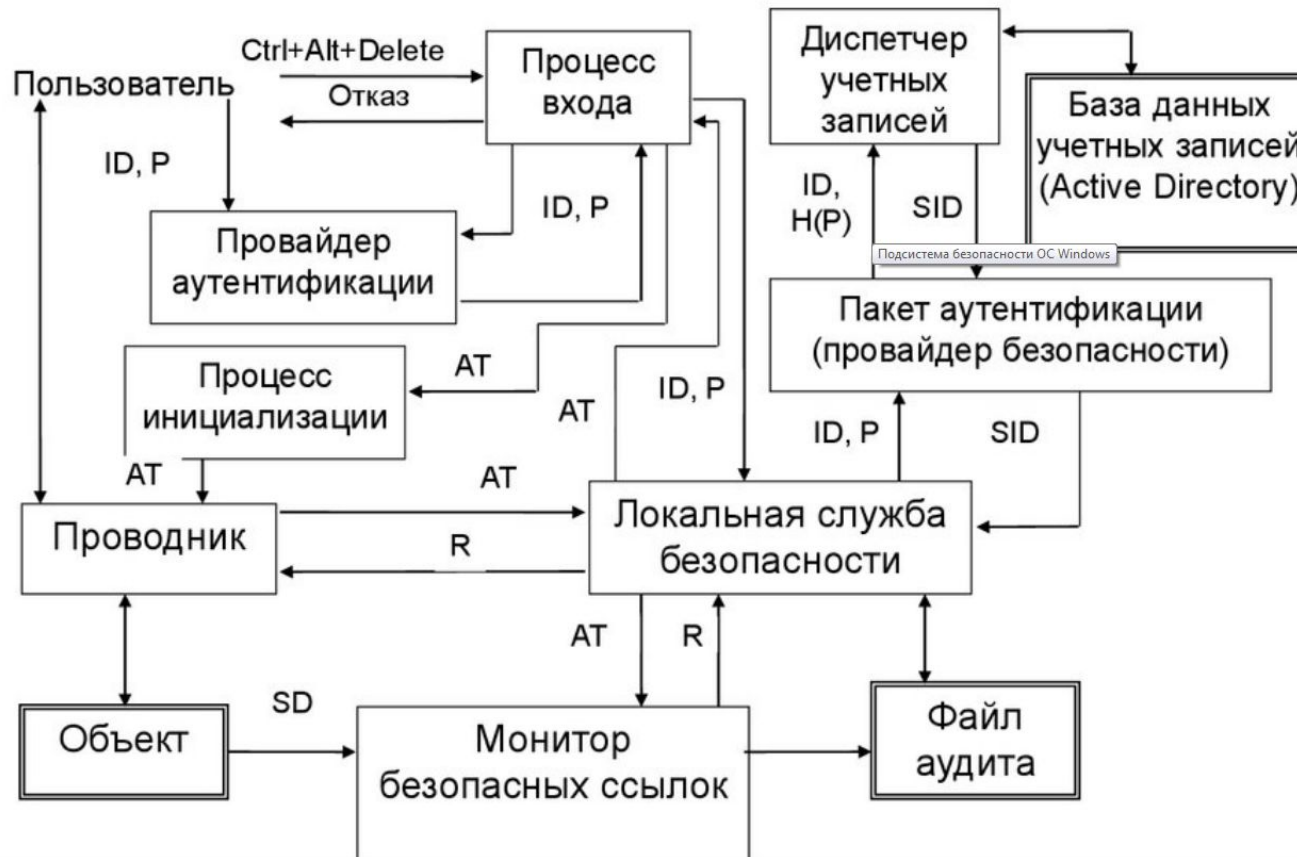 Ctrl+Alt+Delete
Пользователь
Отказ
Процесс
входа
Диспетчер
учетных
записей
База данных
учетных записей
(Active Directory)
ID, P
ID, P
ID,
H(P)
SID
Подсистема безопасности ОС Windows
Провайдер
аутентификации
Пакет аутентификации
(провайдер безопасности)
Процесс
инициализации
AT
AT
ID, P
ID, P
SID
AT
AT
Проводник
R
Локальная служба
безопасности
AT
R
SD
Объект
Монитор
безопасных ссылок
Файл
аудита